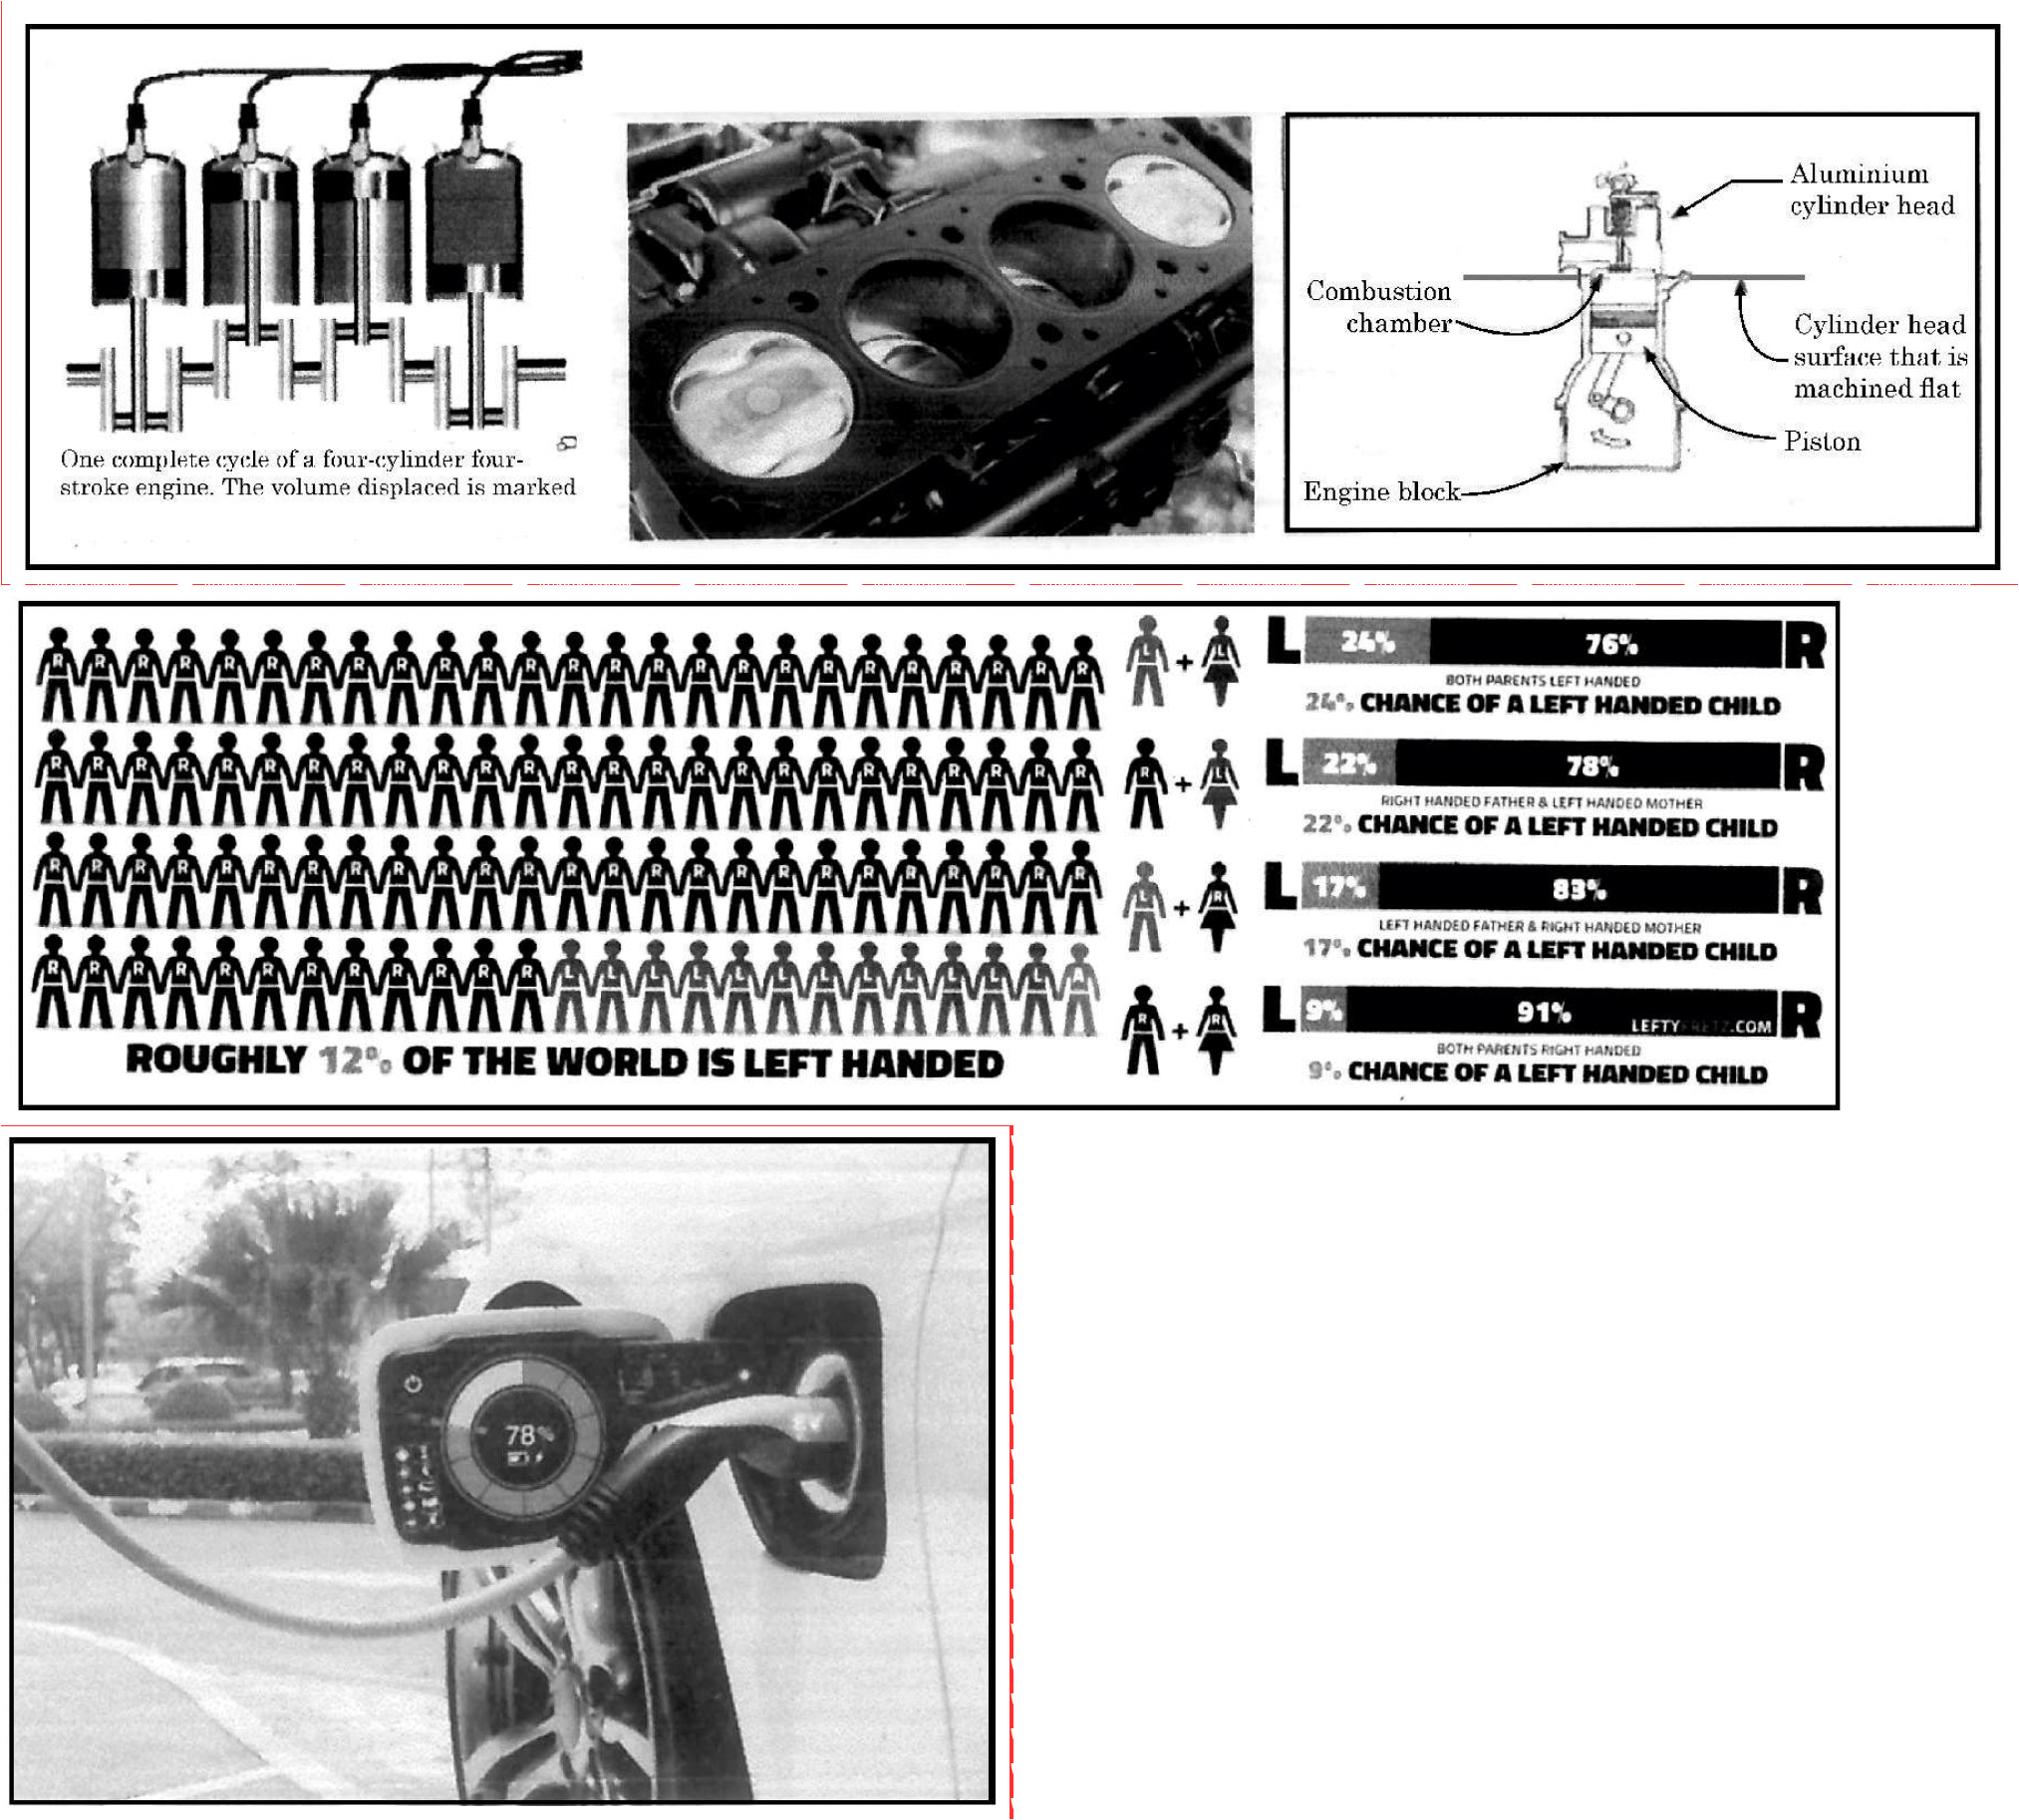 One complete cycle of a four-cylinder four-
stroke engine. The volume displaced is marked
Aluminium
cylinder head
Combustion
chamber
Cylinder head
surface that is
machined flat
Piston
Engine block
R R R R R R R R R R R R R R R R R R R R R R R R R
R R R R R R R R R R R R R R R R R R R R R R R R R
R R R R R R R R R R R R R R R R R R R R R R R R R
R R R R R R R R R R R R L L L L L L L L L L L L A
ROUGHLY 12% OF THE WORLD IS LEFT HANDED
L + L
L 24% 76% R
BOTH PARENTS LEFT HANDED
24% CHANCE OF A LEFT HANDED CHILD
R + L
L 22% 78% R
RIGHT HANDED FATHER & LEFT HANDED MOTHER
22% CHANCE OF A LEFT HANDED CHILD
L + R
L 17% 83% R
LEFT HANDED FATHER & RIGHT HANDED MOTHER
17% CHANCE OF A LEFT HANDED CHILD
R + R
L 9% 91% R
LEFTYFRETZ.COM
BOTH PARENTS RIGHT HANDED
9% CHANCE OF A LEFT HANDED CHILD
78%
EV